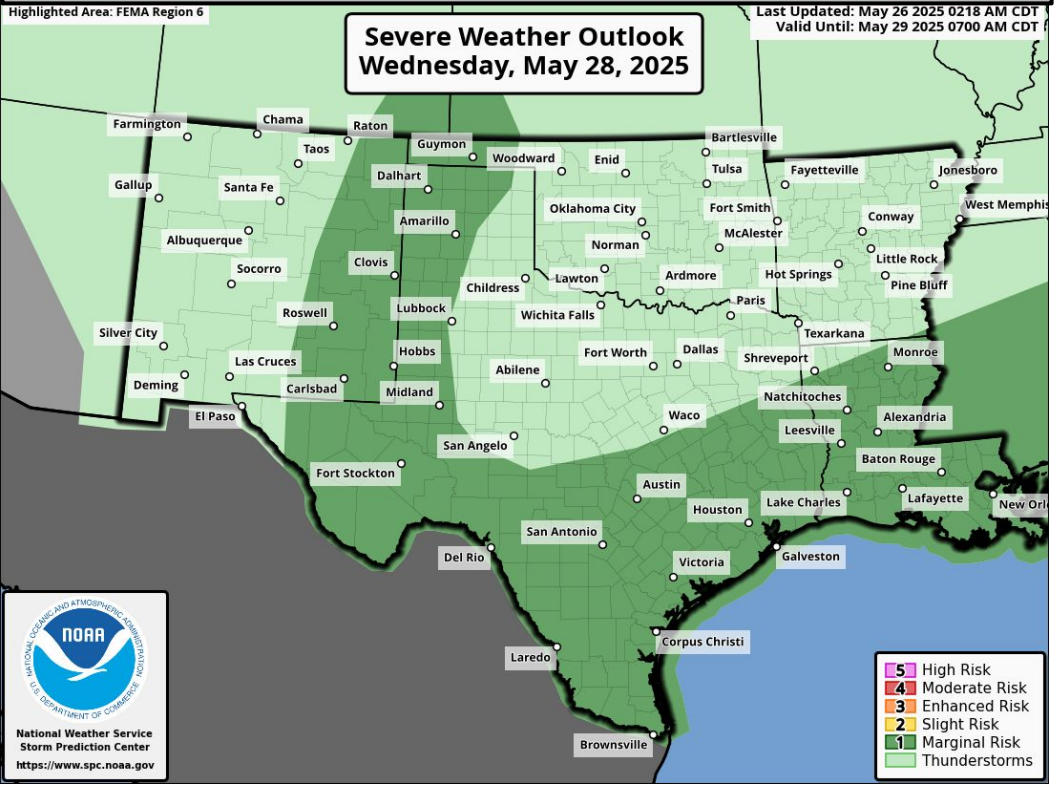 Highlighted Area: FEMA Region 6
Last Updated: May 26 2025 0218 AM CDT
Valid Until: May 29 2025 0700 AM CDT
Severe Weather Outlook
Wednesday, May 28, 2025
Farmington
Chama
Raton
Taos
Guymon
Woodward
Enid
Bartlesville
Tulsa
Fayetteville
Jonesboro
Gallup
Santa Fe
Dalhart
West Memphis
Albuquerque
Amarillo
Oklahoma City
Fort Smith
Conway
Norman
McAlester
Socorro
Clovis
Childress
Lawton
Ardmore
Hot Springs
Little Rock
Pine Bluff
Roswell
Lubbock
Wichita Falls
Paris
Texarkana
Silver City
Las Cruces
Hobbs
Fort Worth
Dallas
Shreveport
Monroe
Deming
Carlsbad
Midland
Abilene
Natchitoches
El Paso
San Angelo
Waco
Leesville
Alexandria
Fort Stockton
Baton Rouge
Austin
Houston
Lake Charles
Lafayette
New Orl
Del Rio
San Antonio
Victoria
Galveston
Laredo
Corpus Christi
Brownsville
NATIONAL OCEANIC AND ATMOSPHERIC ADMINISTRATION
NOAA
U.S. DEPARTMENT OF COMMERCE
National Weather Service
Storm Prediction Center
https://www.spc.noaa.gov
5 High Risk
4 Moderate Risk
3 Enhanced Risk
2 Slight Risk
1 Marginal Risk
Thunderstorms